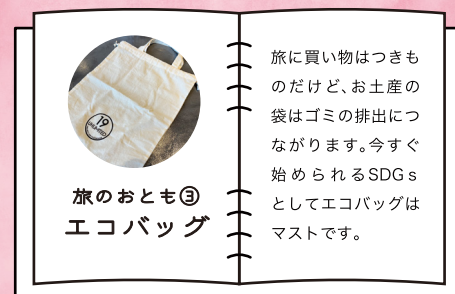 19
UNLIMITED
旅のおとも③
エコバッグ
旅に買い物はつきも
のだけど、お土産の
袋はゴミの排出につ
ながります。今すぐ
始められるSDGｓ
としてエコバッグは
マストです。